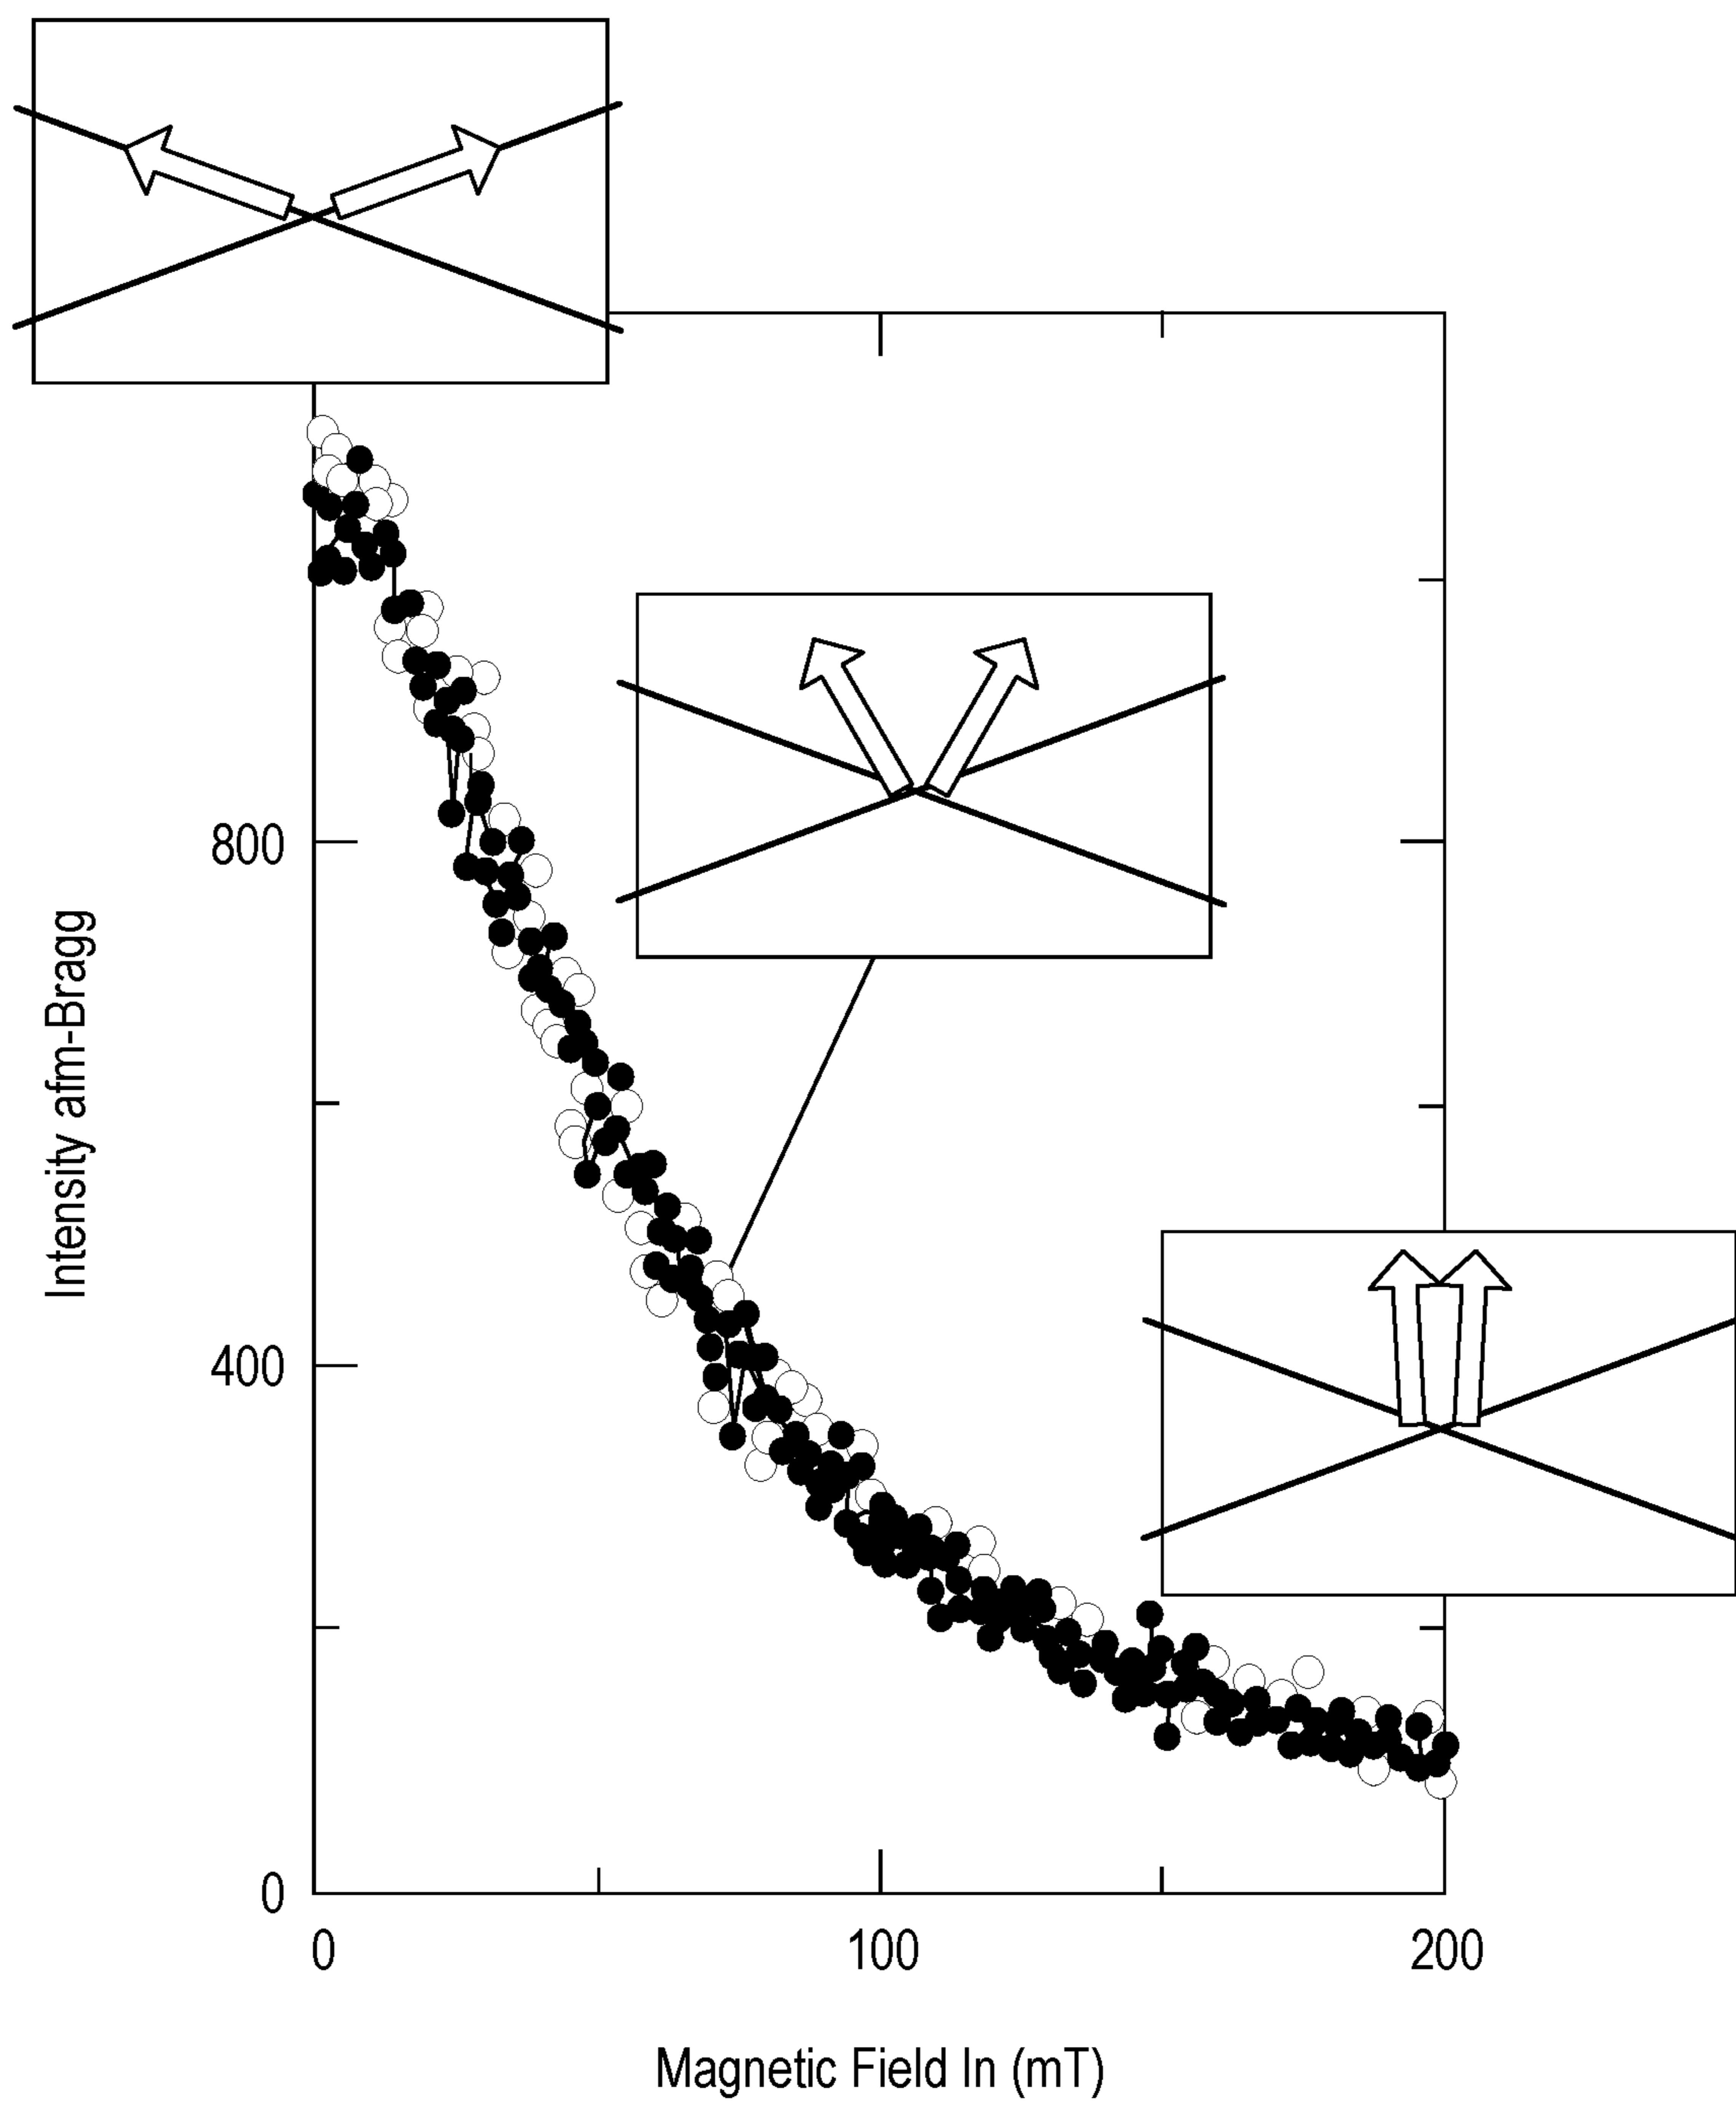 800
400
0
Intensity afm-Bragg
0 100 200
Magnetic Field In (mT)